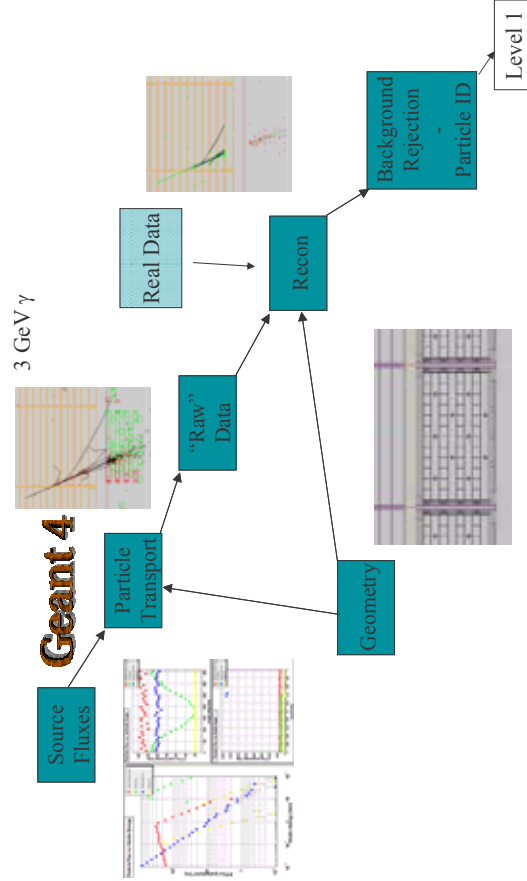 Geant 4
3 GeV γ
Source
Fluxes
Particle
Transport
“Raw”
Data
Real Data
Recon
Geometry
Background
Rejection
-
Particle ID
Level 1